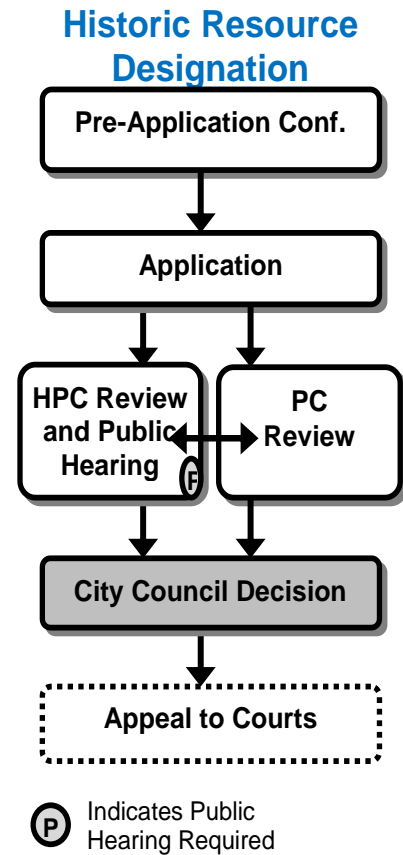 Historic Resource
Designation
Pre-Application Conf.
Application
HPC Review
and Public
Hearing
P
PC
Review
City Council Decision
Appeal to Courts
P
Indicates Public
Hearing Required